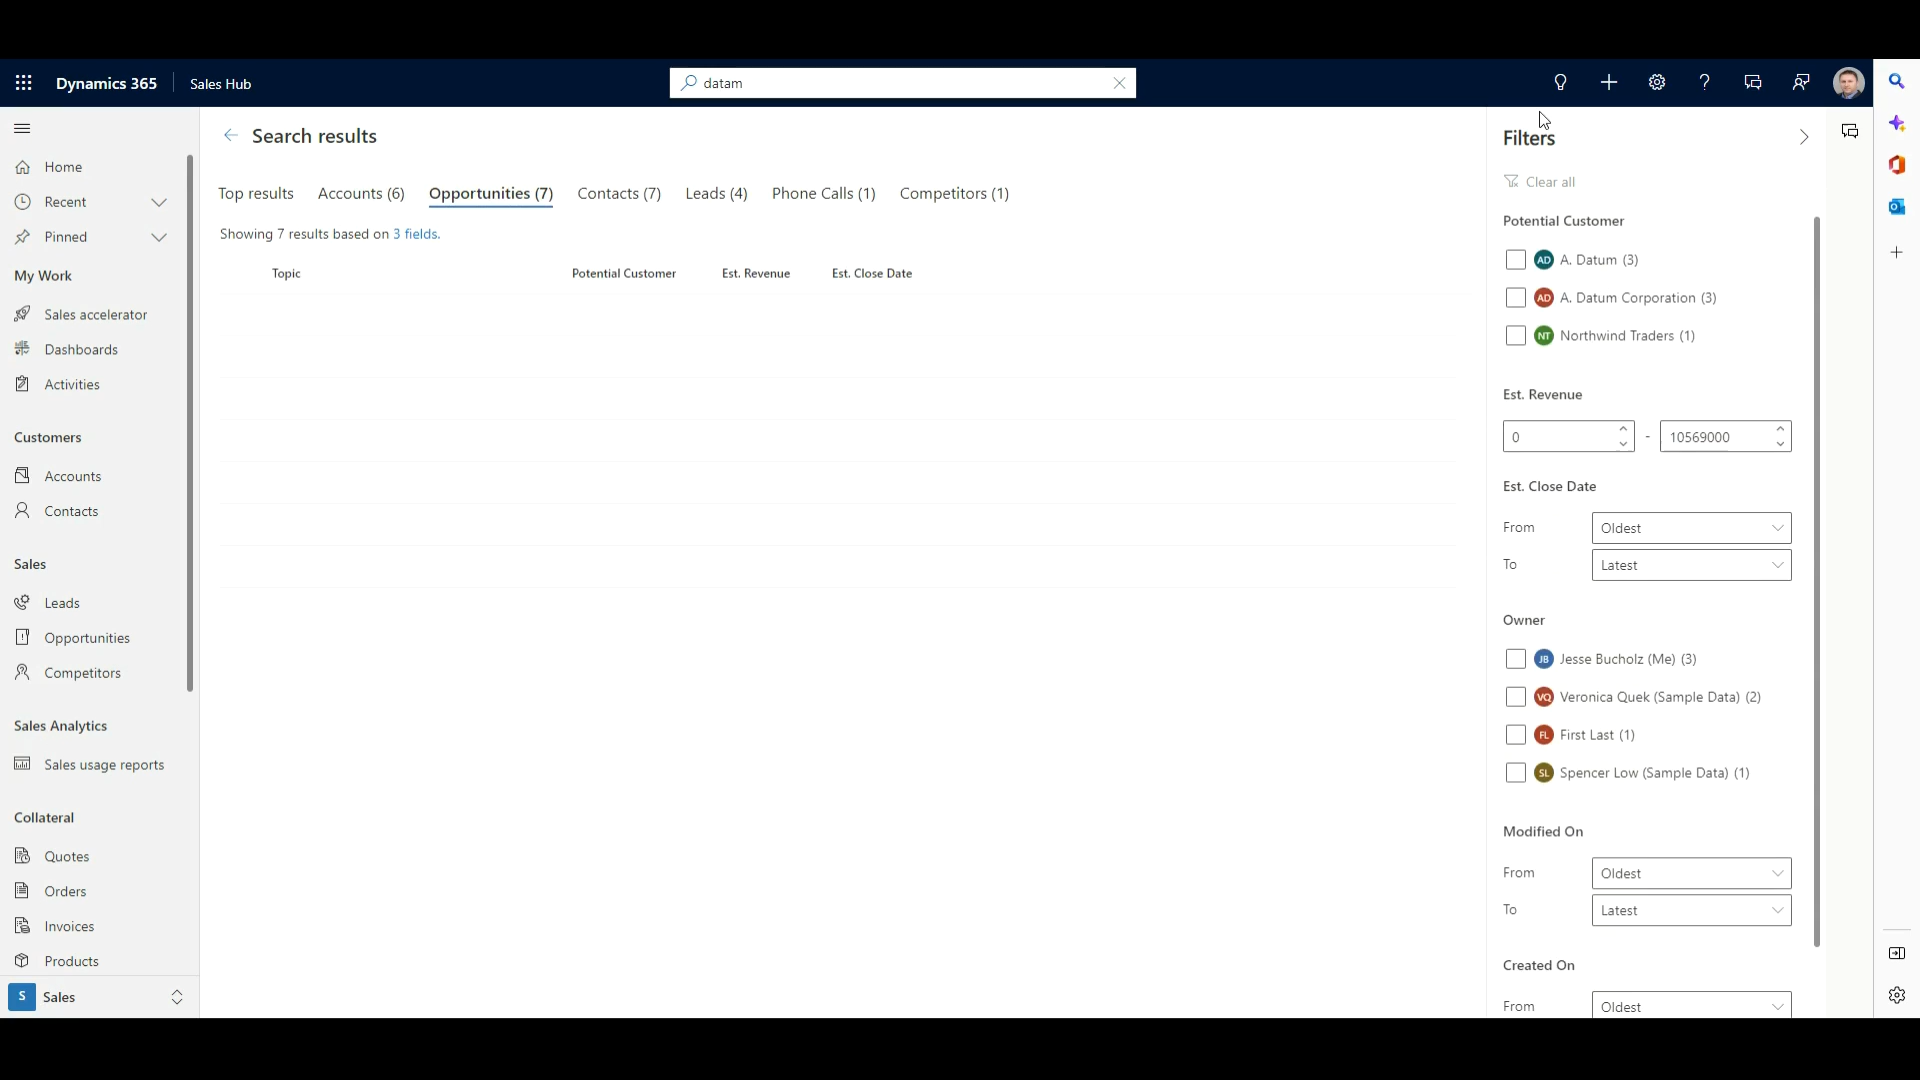 Dynamics 365
Sales Hub
datam
Home
Recent
Pinned
My Work
Sales accelerator
Dashboards
Activities
Customers
Accounts
Contacts
Sales
Leads
Opportunities
Competitors
Sales Analytics
Sales usage reports
Collateral
Quotes
Orders
Invoices
Products
S Sales
Search results
Top results Accounts (6) Opportunities (7) Contacts (7) Leads (4) Phone Calls (1) Competitors (1)
Showing 7 results based on 3 fields.
Topic Potential Customer Est. Revenue Est. Close Date
Filters
Clear all
Potential Customer
AD A. Datum (3)
AD A. Datum Corporation (3)
NT Northwind Traders (1)
Est. Revenue
0 - 10569000
Est. Close Date
From Oldest
To Latest
Owner
JB Jesse Bucholz (Me) (3)
VQ Veronica Quek (Sample Data) (2)
FL First Last (1)
SL Spencer Low (Sample Data) (1)
Modified On
From Oldest
To Latest
Created On
From Oldest